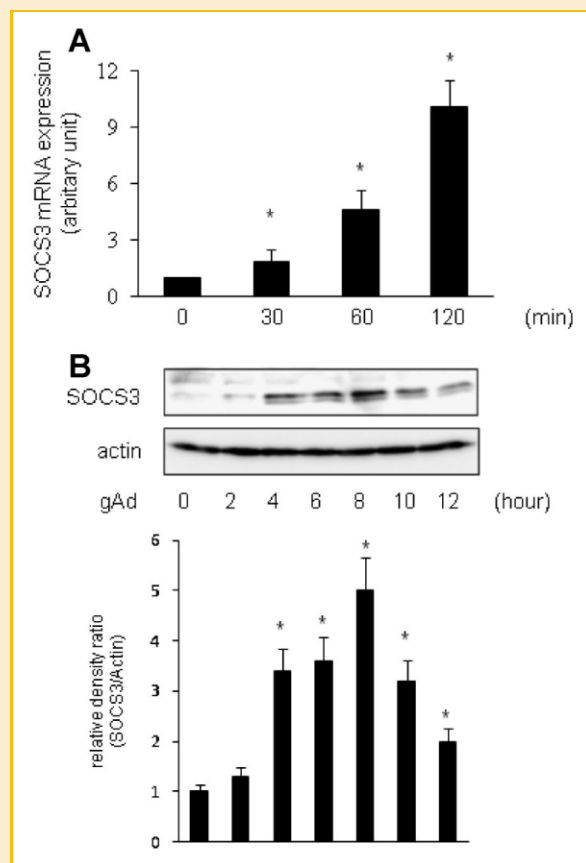 A
SOCS3 mRNA expression
(arbitary unit)
12
9
6
3
0
*
*
*
0 30 60 120 (min)
B
SOCS3
actin
gAd 0 2 4 6 8 10 12 (hour)
relative density ratio
(SOCS3/Actin)
6
5
4
3
2
1
0
*
*
*
*
*